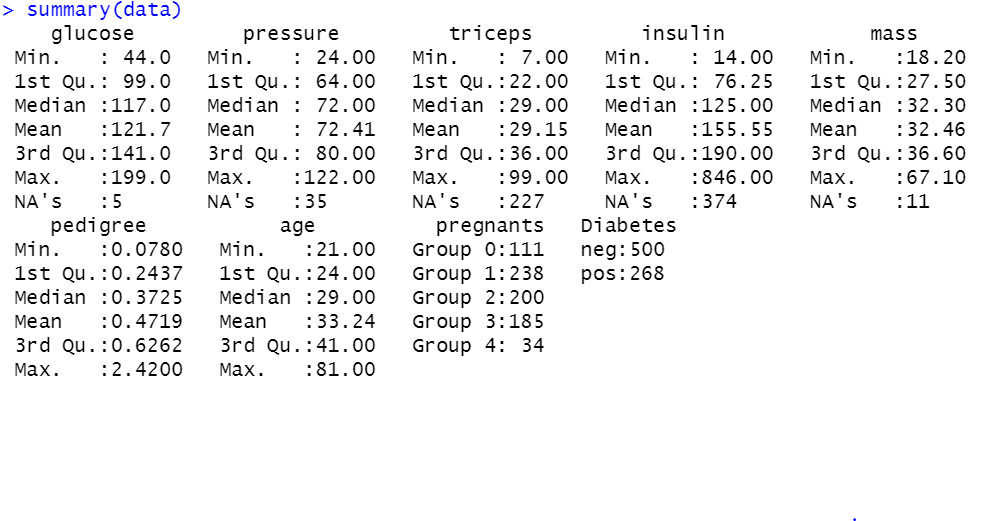 > summary(data)
glucose pressure triceps insulin mass
Min. : 44.0 Min. : 24.00 Min. : 7.00 Min. : 14.00 Min. :18.20
1st Qu.: 99.0 1st Qu.: 64.00 1st Qu.:22.00 1st Qu.: 76.25 1st Qu.:27.50
Median :117.0 Median : 72.00 Median :29.00 Median :125.00 Median :32.30
Mean :121.7 Mean : 72.41 Mean :29.15 Mean :155.55 Mean :32.46
3rd Qu.:141.0 3rd Qu.: 80.00 3rd Qu.:36.00 3rd Qu.:190.00 3rd Qu.:36.60
Max. :199.0 Max. :122.00 Max. :99.00 Max. :846.00 Max. :67.10
NA's :5 NA's :35 NA's :227 NA's :374 NA's :11
pedigree age pregnants Diabetes
Min. :0.0780 Min. :21.00 Group 0:111 neg:500
1st Qu.:0.2437 1st Qu.:24.00 Group 1:238 pos:268
Median :0.3725 Median :29.00 Group 2:200
Mean :0.4719 Mean :33.24 Group 3:185
3rd Qu.:0.6262 3rd Qu.:41.00 Group 4: 34
Max. :2.4200 Max. :81.00